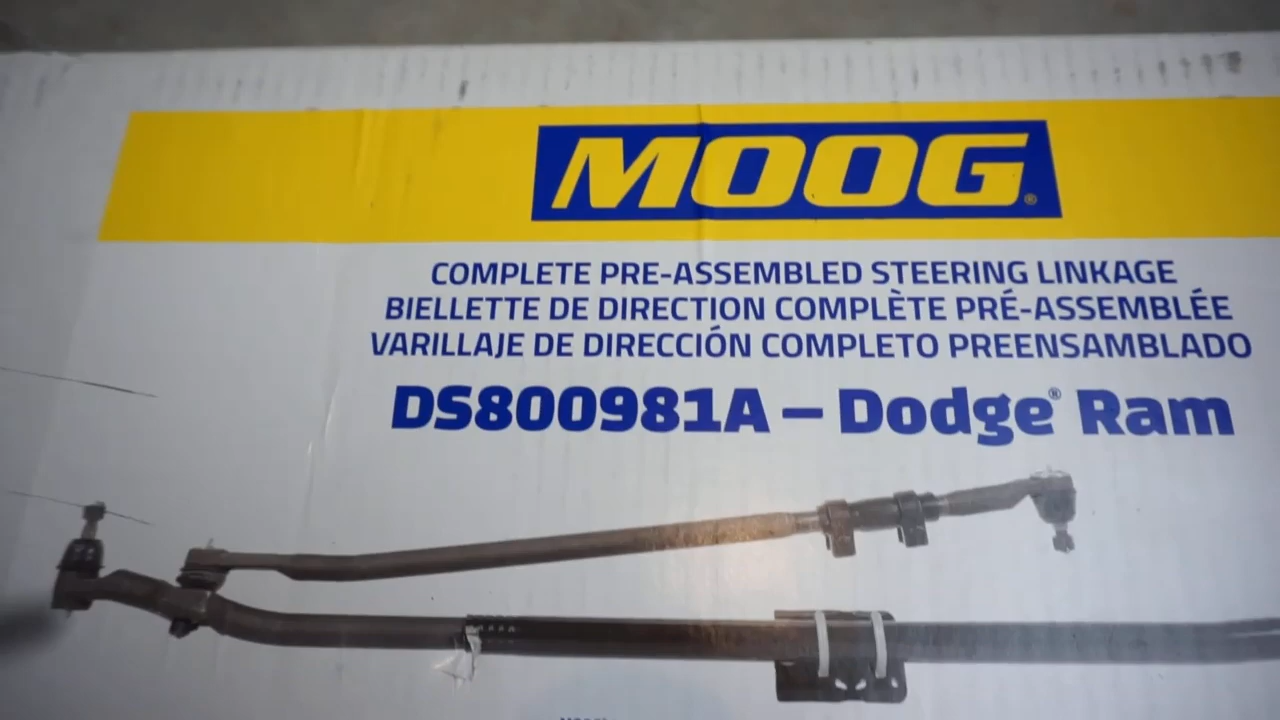 MOOG®
COMPLETE PRE-ASSEMBLED STEERING LINKAGE
BIELLETTE DE DIRECTION COMPLÈTE PRÉ-ASSEMBLÉE
VARILLAJE DE DIRECCIÓN COMPLETO PREENSAMBLADO
DS800981A – Dodge® Ram